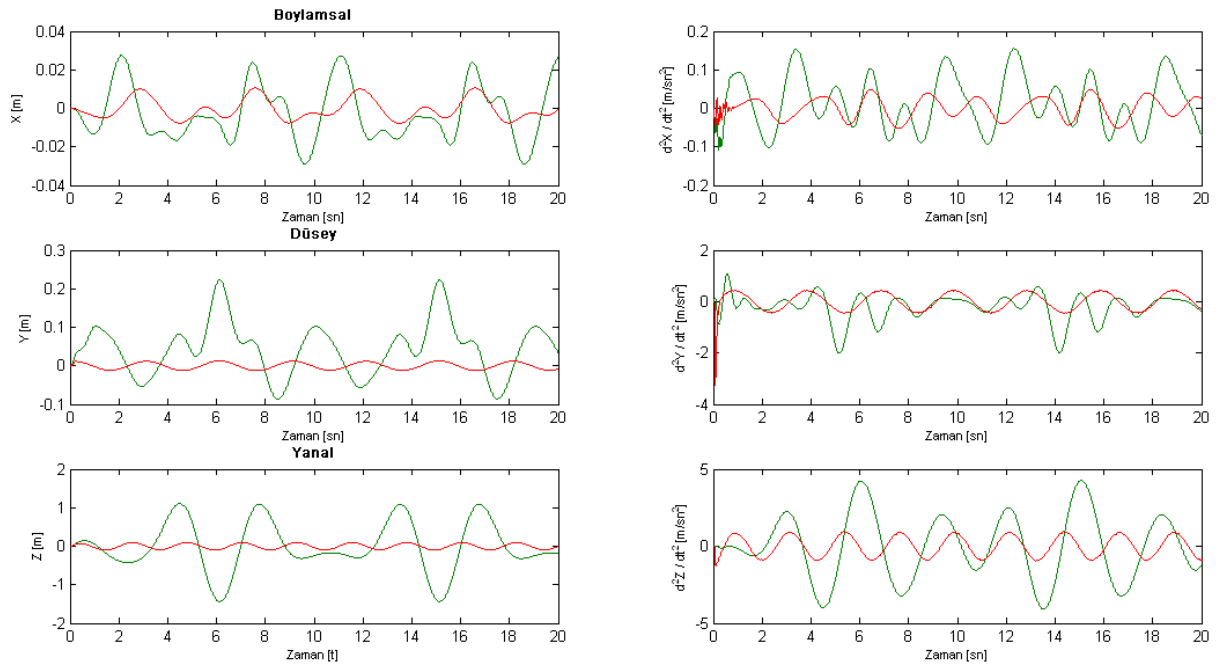 Boylamsal
0.04
0.02
0
-0.02
-0.04
X [m]
0 2 4 6 8 10 12 14 16 18 20
Zaman [sn]
0.2
0.1
0
-0.1
-0.2
d²X / dt² [m/sn²]
0 2 4 6 8 10 12 14 16 18 20
Zaman [sn]
Düsey
0.3
0.2
0.1
0
-0.1
Y [m]
0 2 4 6 8 10 12 14 16 18 20
Zaman [sn]
2
0
-2
-4
d²Y / dt² [m/sn²]
0 2 4 6 8 10 12 14 16 18 20
Zaman [sn]
Yanal
2
1
0
-1
-2
Z [m]
0 2 4 6 8 10 12 14 16 18 20
Zaman [t]
5
0
-5
d²Z / dt² [m/sn²]
0 2 4 6 8 10 12 14 16 18 20
Zaman [sn]